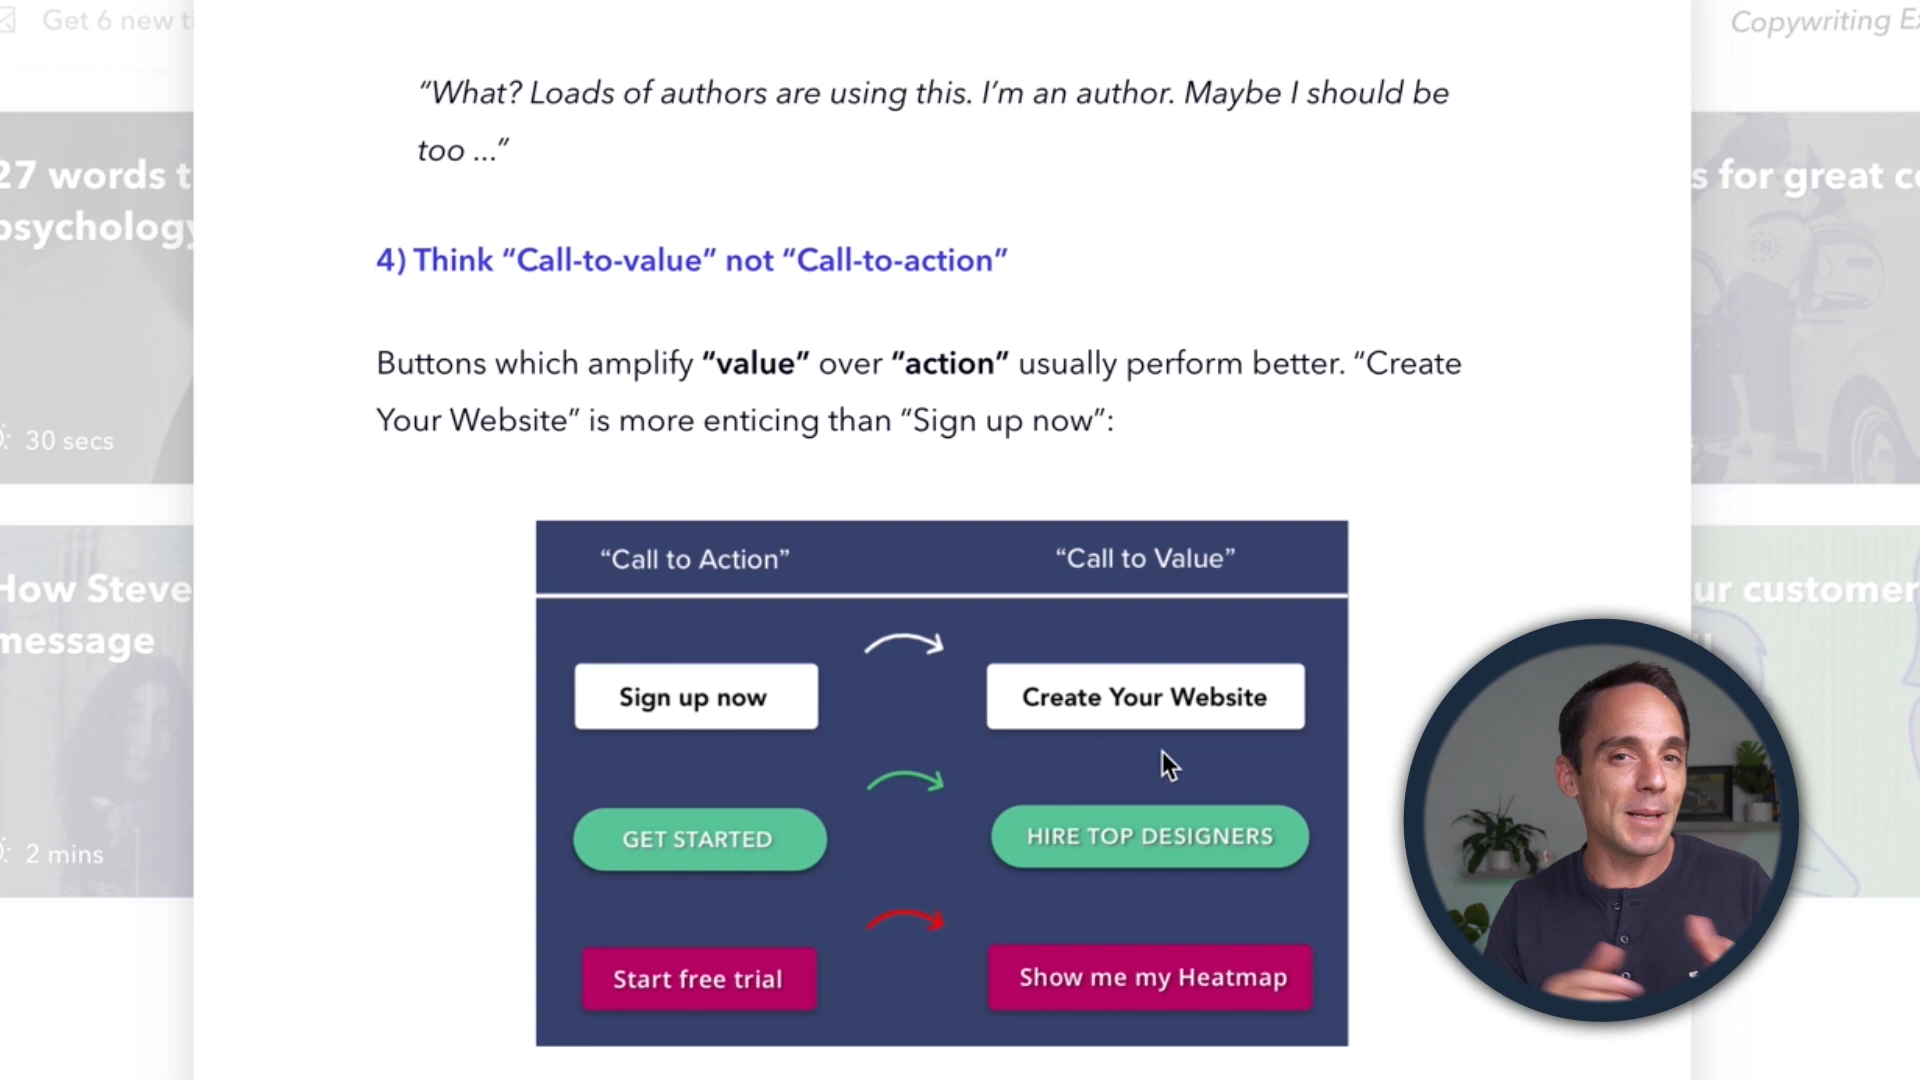 Get 6 new
Copywriting
"What? Loads of authors are using this. I'm an author. Maybe I should be
too ..."
27 words
psychology
s for great
4) Think "Call-to-value" not "Call-to-action"
Buttons which amplify "value" over "action" usually perform better. "Create
Your Website" is more enticing than "Sign up now":
30 secs
"Call to Action" "Call to Value"
How Steve
message
ur customer
Sign up now Create Your Website
GET STARTED HIRE TOP DESIGNERS
2 mins
Start free trial Show me my Heatmap